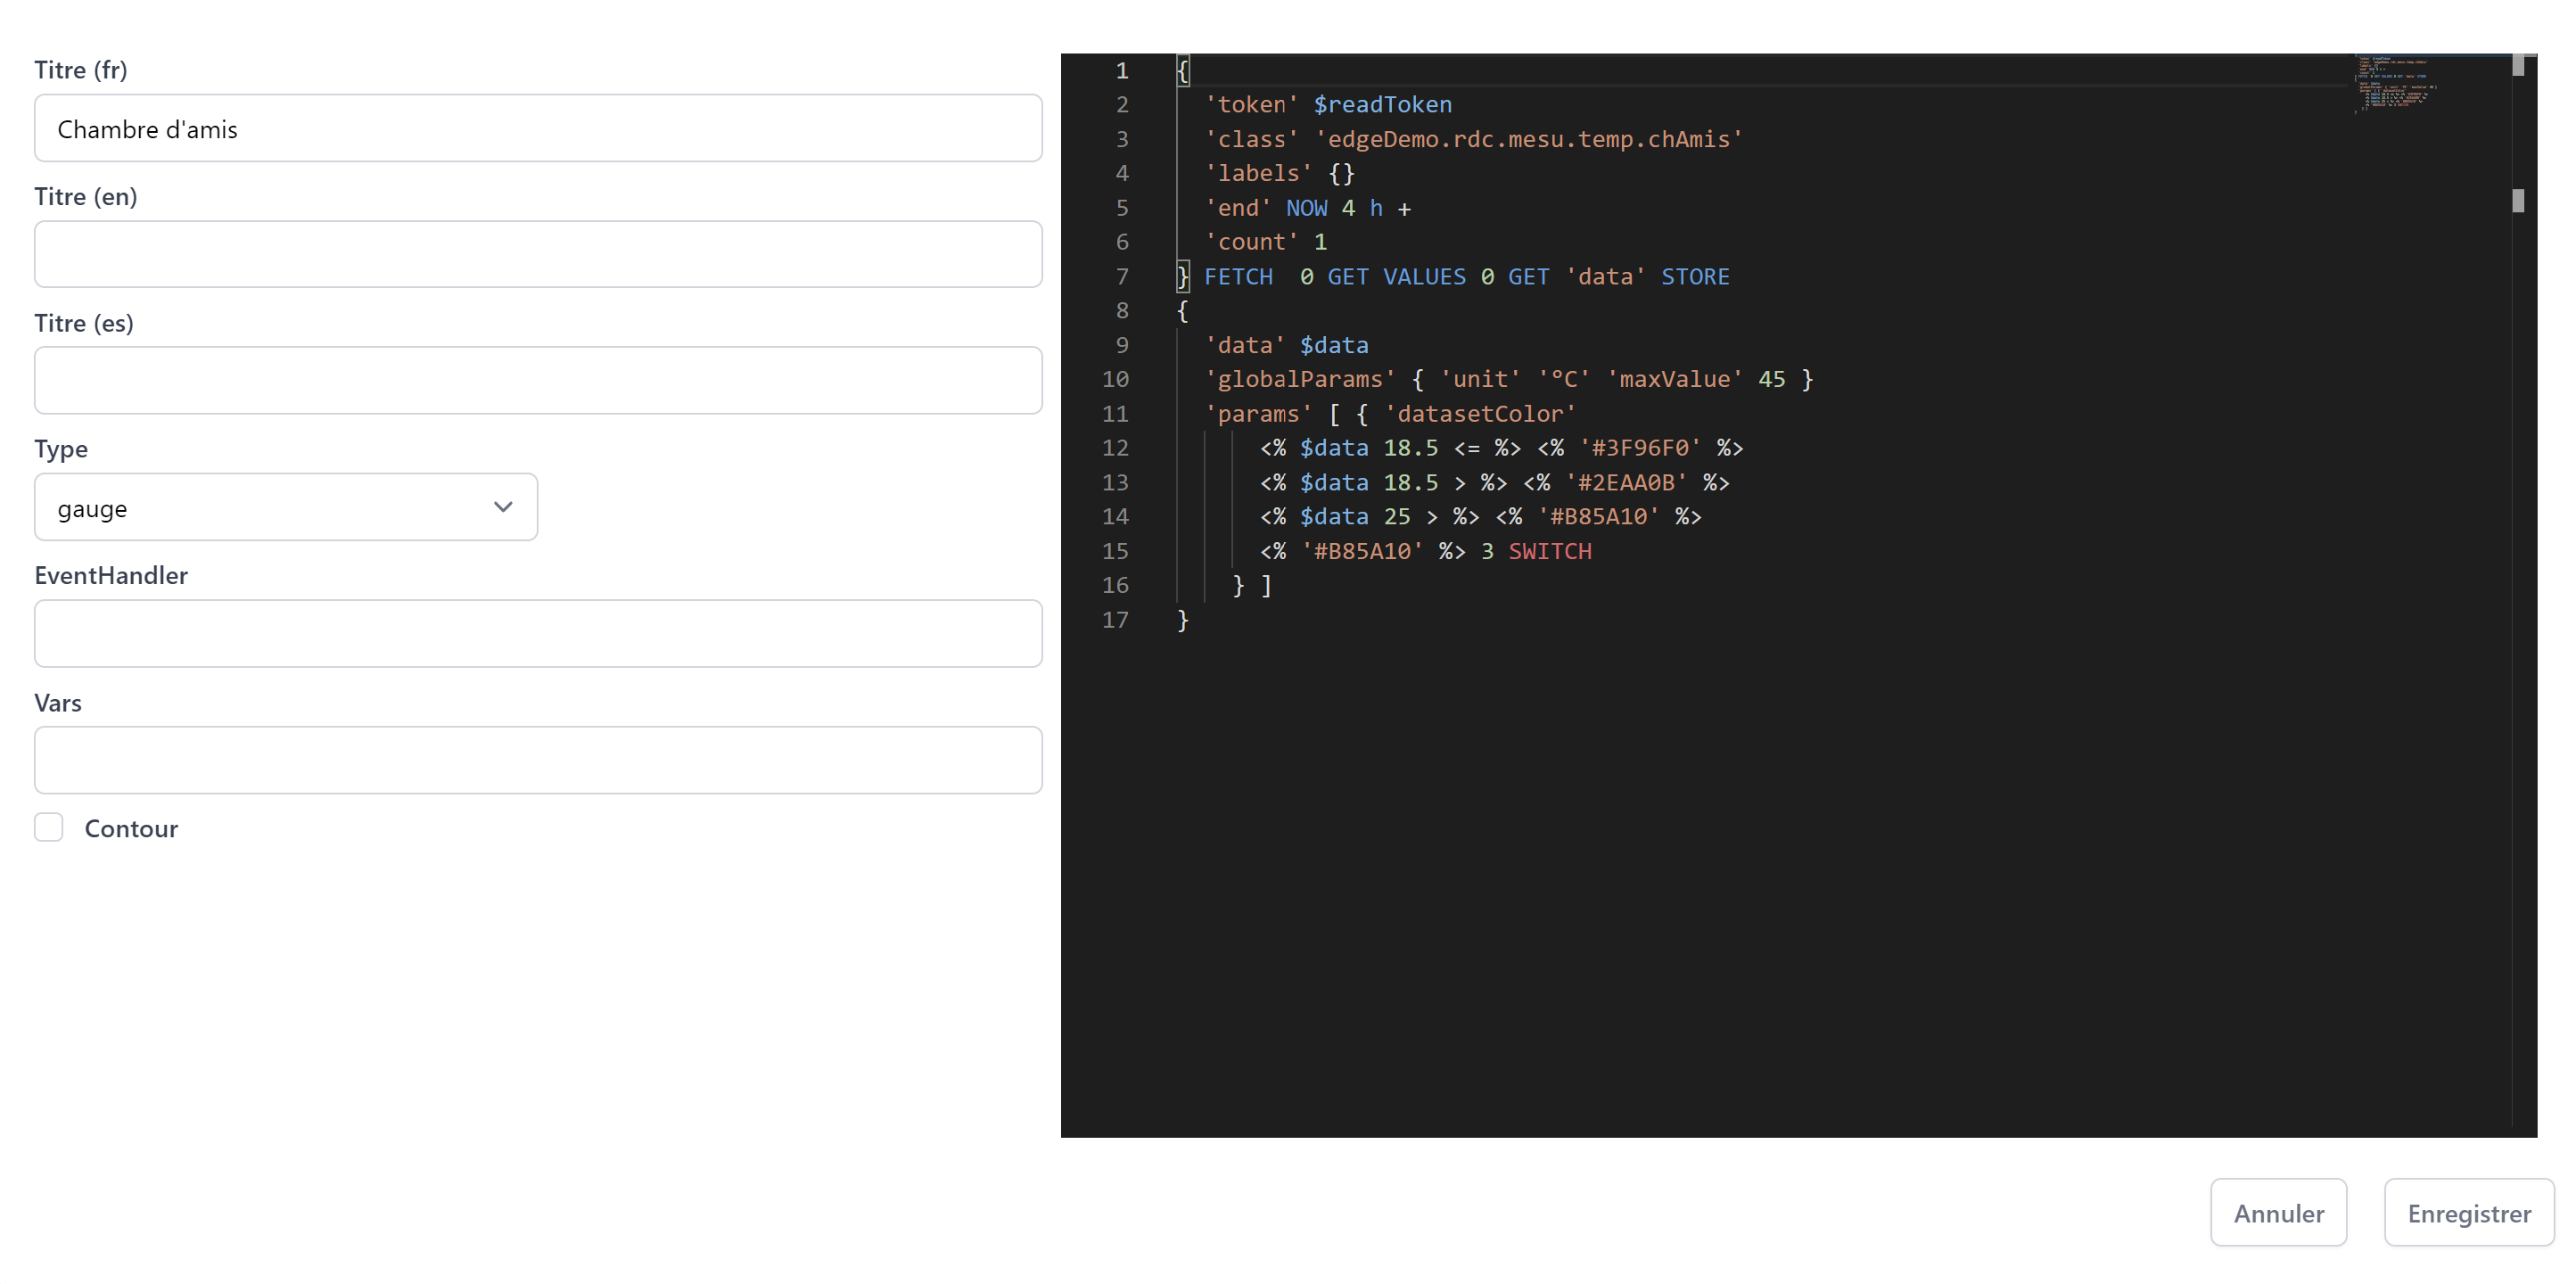 Titre (fr)
Chambre d'amis
Titre (en)
Titre (es)
Type
gauge
EventHandler
Vars
Contour
1 {
2 'token' $readToken
3 'class' 'edgeDemo.rdc.mesu.temp.chAmis'
4 'labels' {}
5 'end' NOW 4 h +
6 'count' 1
7 } FETCH  0 GET VALUES 0 GET 'data' STORE
8 {
9 'data' $data
10 'globalParams' { 'unit' '°C' 'maxValue' 45 }
11 'params' [ { 'datasetColor'
12 <% $data 18.5 <= %> <% '#3F96F0' %>
13 <% $data 18.5 > %> <% '#2EAA0B' %>
14 <% $data 25 > %> <% '#B85A10' %>
15 <% '#B85A10' %> 3 SWITCH
16 } ]
17 }
Annuler
Enregistrer